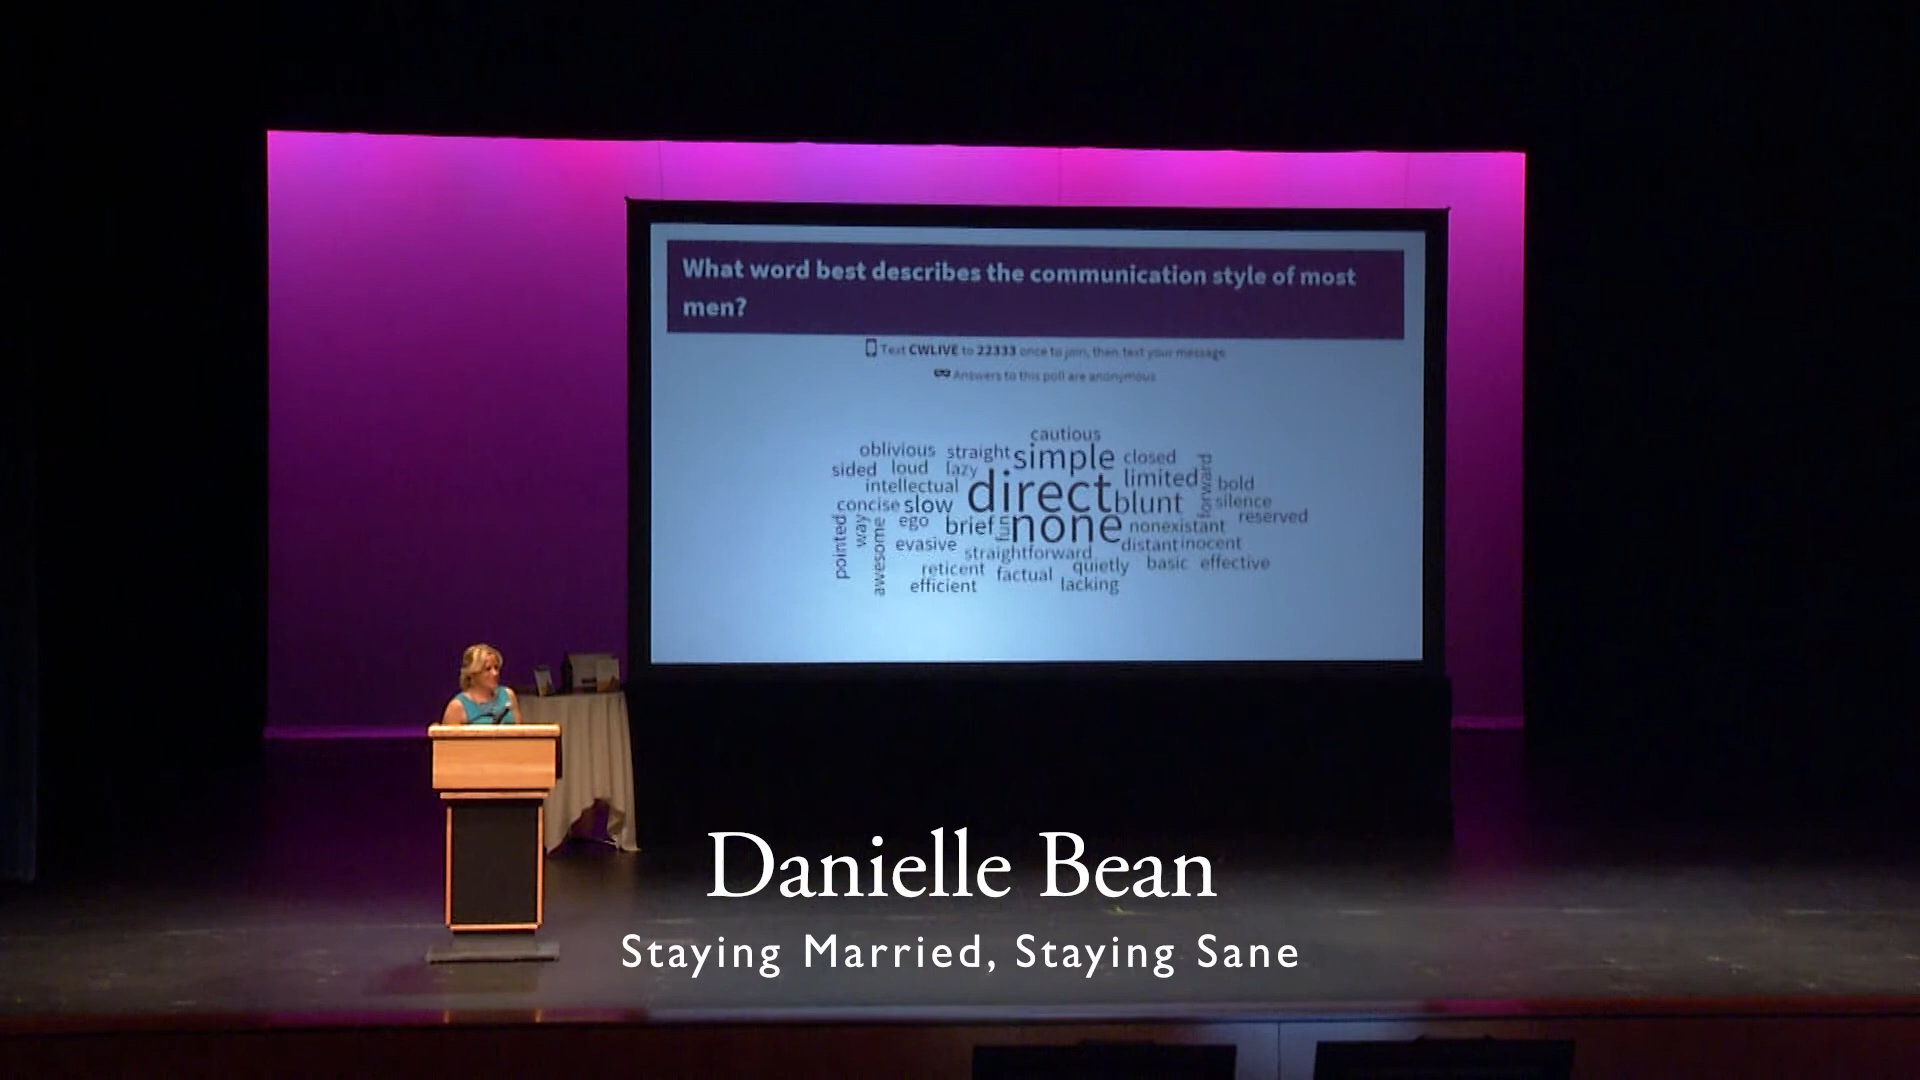 What word best describes the communication style of most
men?
Text CWLIVE to 22333 once to join, then text your message
Answers to this poll are anonymous
cautious
oblivious straight simple closed
sided loud lazy limited forward bold
intellectual direct blunt silence
concise slow reserved
pointed way awesome ego brief fun none nonexistant
evasive straightforward distant inocent
reticent factual quietly basic effective
efficient lacking
Danielle Bean
Staying Married, Staying Sane